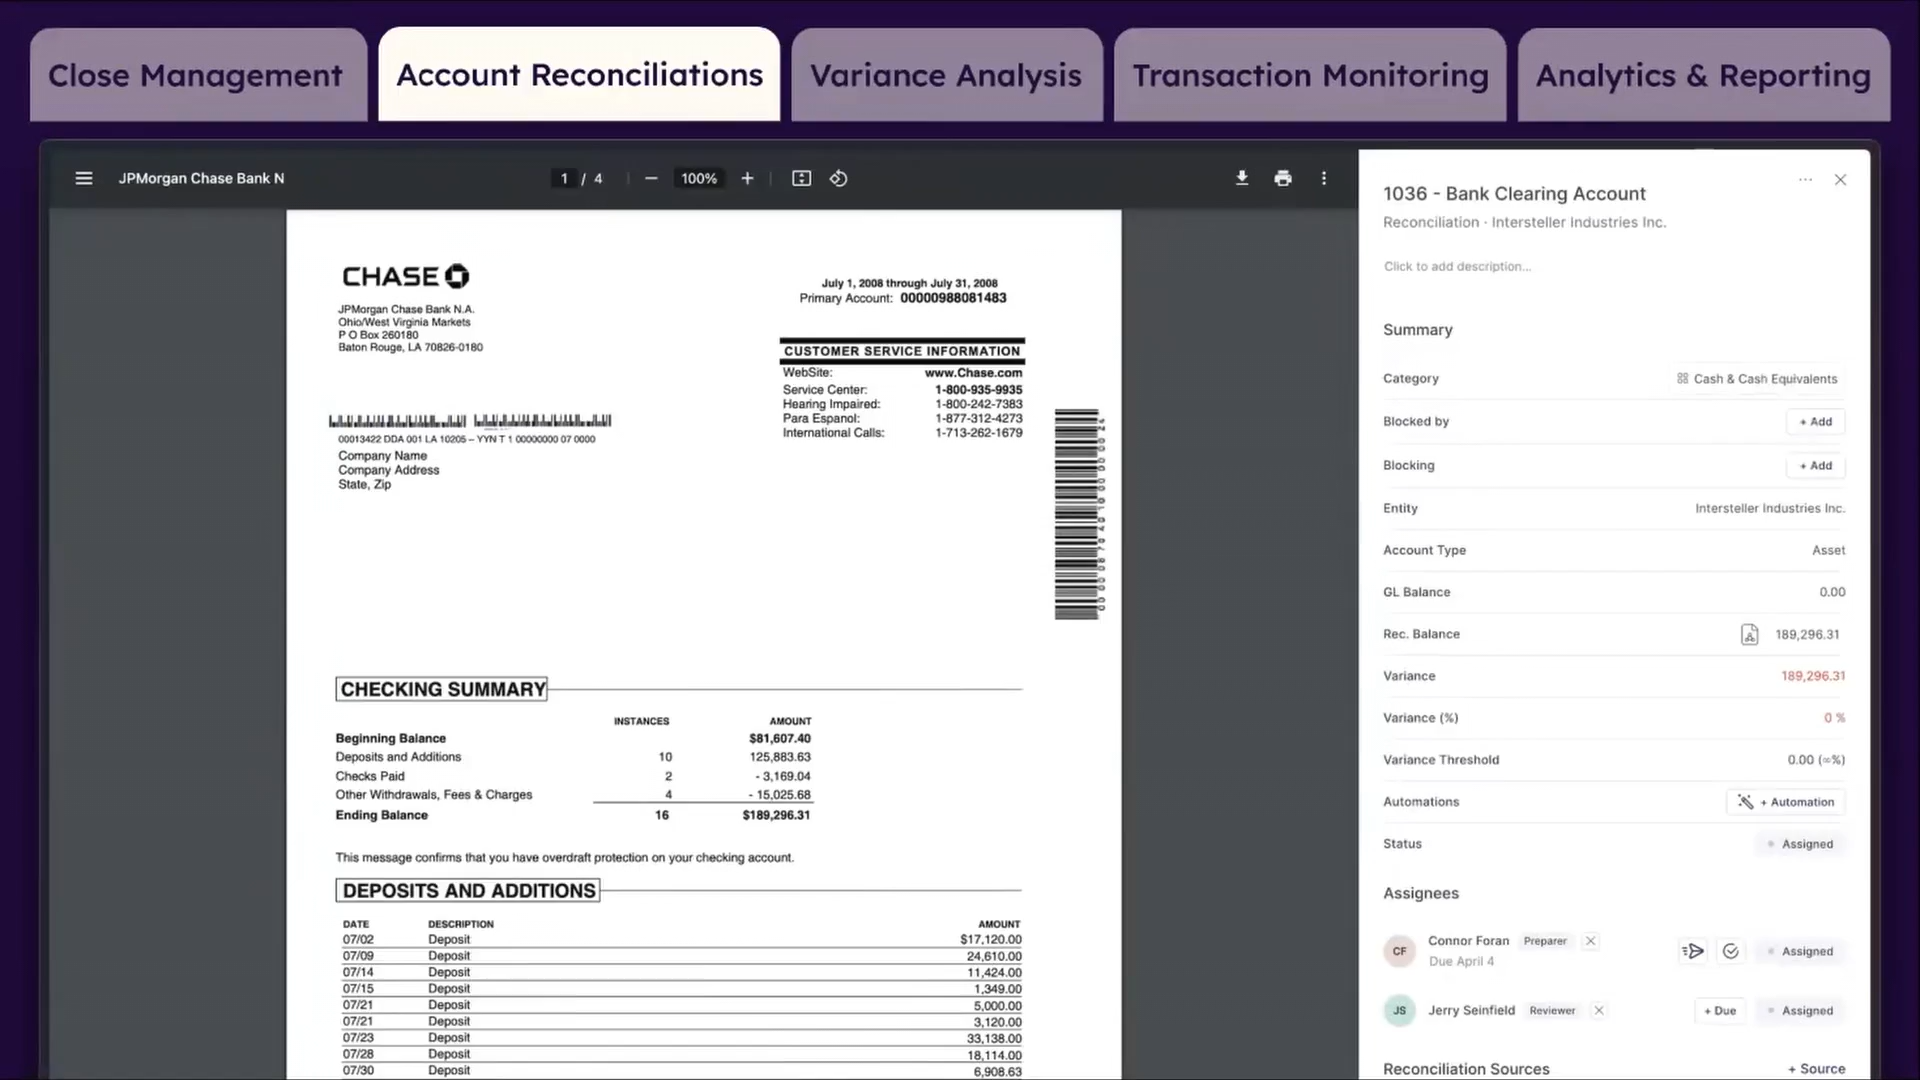 Close Management
Account Reconciliations
Variance Analysis
Transaction Monitoring
Analytics & Reporting
JPMorgan Chase Bank N
1 / 4
100%
CHASE
JPMorgan Chase Bank N.A.
Ohio/West Virginia Markets
P O Box 260180
Baton Rouge, LA 70826-0180
July 1, 2008 through July 31, 2008
Primary Account: 00000988081483
CUSTOMER SERVICE INFORMATION
WebSite: www.Chase.com
Service Center: 1-800-935-9935
Hearing Impaired: 1-800-242-7383
Para Espanol: 1-877-312-4273
International Calls: 1-713-262-1679
00013422 DDA 001 LA 10205 – YYN T 1 00000000 07 0000
Company Name
Company Address
State, Zip
CHECKING SUMMARY
INSTANCES AMOUNT
Beginning Balance $81,607.40
Deposits and Additions 10 125,883.63
Checks Paid 2 - 3,169.04
Other Withdrawals, Fees & Charges 4 - 15,025.68
Ending Balance 16 $189,296.31
This message confirms that you have overdraft protection on your checking account.
DEPOSITS AND ADDITIONS
DATE DESCRIPTION AMOUNT
07/02 Deposit $17,120.00
07/09 Deposit 24,610.00
07/14 Deposit 11,424.00
07/15 Deposit 1,349.00
07/21 Deposit 5,000.00
07/21 Deposit 3,120.00
07/23 Deposit 33,138.00
07/28 Deposit 18,114.00
07/30 Deposit 6,908.63
1036 - Bank Clearing Account
Reconciliation · Intersteller Industries Inc.
Click to add description...
Summary
Category Cash & Cash Equivalents
Blocked by + Add
Blocking + Add
Entity Intersteller Industries Inc.
Account Type Asset
GL Balance 0.00
Rec. Balance 189,296.31
Variance 189,296.31
Variance (%) 0 %
Variance Threshold 0.00 (∞%)
Automations + Automation
Status Assigned
Assignees
CF Connor Foran Preparer Assigned
Due April 4
JS Jerry Seinfield Reviewer + Due Assigned
Reconciliation Sources + Source